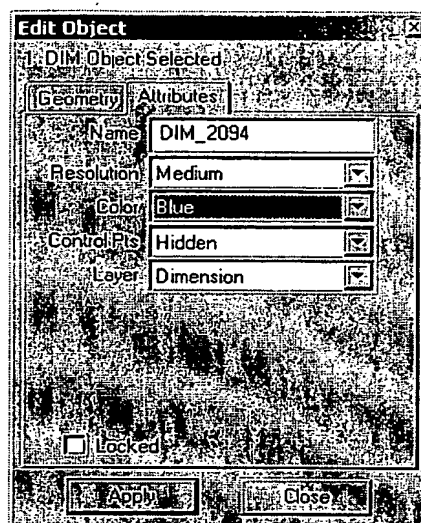 Edit Object
1 DIM Object Selected
Geometry Attributes
Name DIM_2094
Resolution Medium
Color Blue
Control Pts Hidden
Layer Dimension
Locked
Apply Close